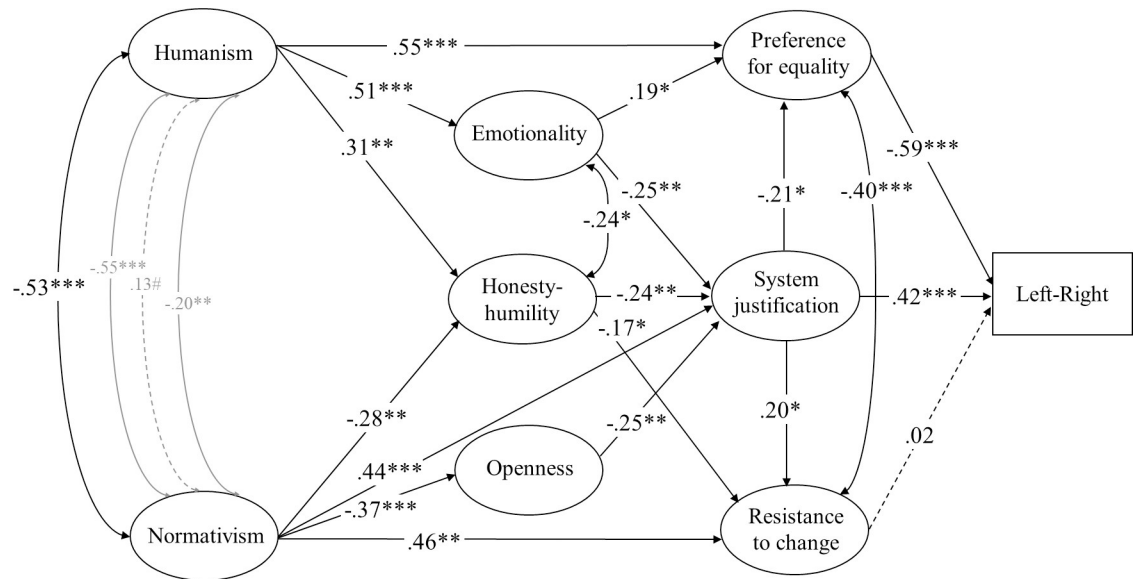 Humanism
Preference
for equality
.55***
.51***
.19*
Emotionality
.31**
-.59***
-.25**
-.21*
-.40***
-.24*
-.53***
-.55***
.13#
-.20**
Honesty-
humility
-.24**
System
justification
.42***
Left-Right
-.17*
-.28**
.20*
-.25**
.02
.44***
Openness
-.37***
Normativism
.46**
Resistance
to change